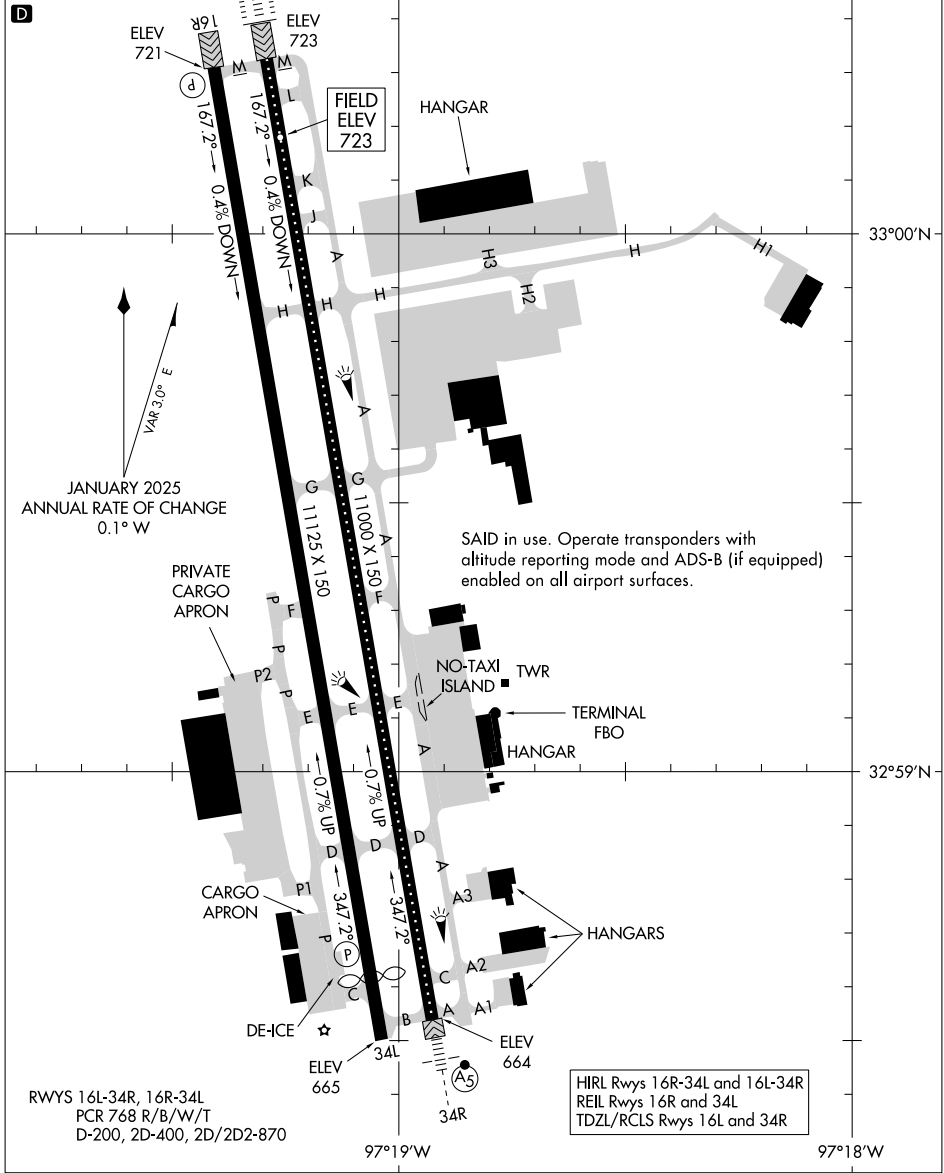 D
16R
ELEV
721
ELEV
723
M
M
P
L
FIELD
ELEV
723
HANGAR
167.2°
0.4% DOWN
167.2°
0.4% DOWN
K
J
A
33°00'N
H
H
H
H3
H2
H
H1
VAR 3.0° E
JANUARY 2025
ANNUAL RATE OF CHANGE
0.1° W
A
G
G
11125 X 150
11000 X 150
A
SAID in use. Operate transponders with
altitude reporting mode and ADS-B (if equipped)
enabled on all airport surfaces.
PRIVATE
CARGO
APRON
P
F
F
P
P2
P
E
E
E
NO-TAXI
ISLAND
TWR
TERMINAL
FBO
A
HANGAR
0.7% UP
0.7% UP
32°59'N
D
D
D
A
347.2°
347.2°
P1
CARGO
APRON
P
P
A3
HANGARS
C
C
A2
B
A
A1
DE-ICE
ELEV
665
34L
ELEV
664
A5
34R
RWYS 16L-34R, 16R-34L
PCR 768 R/B/W/T
D-200, 2D-400, 2D/2D2-870
HIRL Rwys 16R-34L and 16L-34R
REIL Rwys 16R and 34L
TDZL/RCLS Rwys 16L and 34R
97°19'W
97°18'W